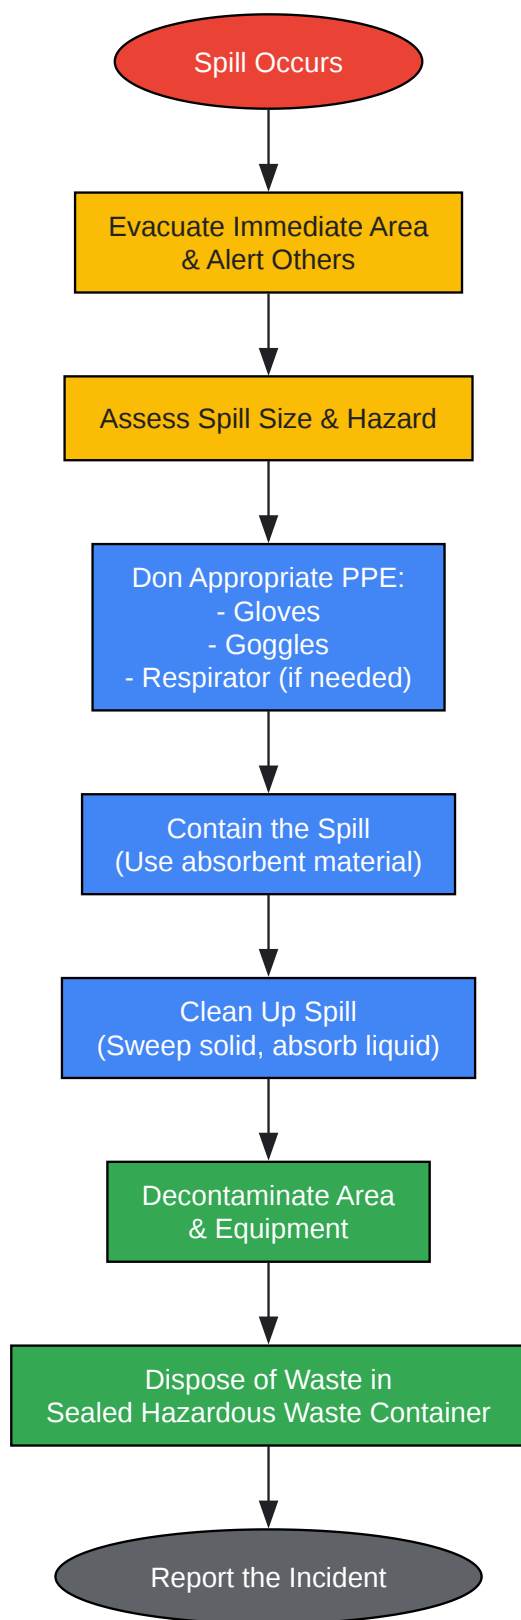 Spill Occurs
Evacuate Immediate Area
& Alert Others
Assess Spill Size & Hazard
Don Appropriate PPE:
- Gloves
- Goggles
- Respirator (if needed)
Contain the Spill
(Use absorbent material)
Clean Up Spill
(Sweep solid, absorb liquid)
Decontaminate Area
& Equipment
Dispose of Waste in
Sealed Hazardous Waste Container
Report the Incident